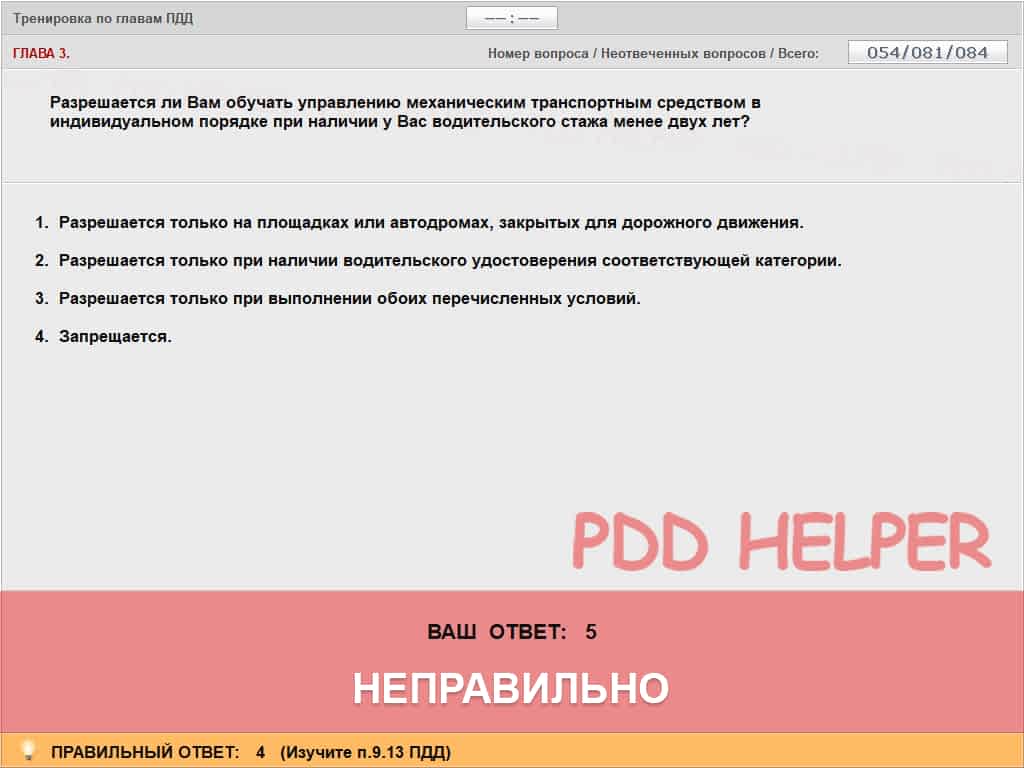 Тренировка по главам ПДД
—— : ——
ГЛАВА 3.
Номер вопроса / Неотвеченных вопросов / Всего:
054/081/084
Разрешается ли Вам обучать управлению механическим транспортным средством в
индивидуальном порядке при наличии у Вас водительского стажа менее двух лет?
1. Разрешается только на площадках или автодромах, закрытых для дорожного движения.
2. Разрешается только при наличии водительского удостоверения соответствующей категории.
3. Разрешается только при выполнении обоих перечисленных условий.
4. Запрещается.
PDD HELPER
ВАШ ОТВЕТ: 5
НЕПРАВИЛЬНО
ПРАВИЛЬНЫЙ ОТВЕТ: 4 (Изучите п.9.13 ПДД)